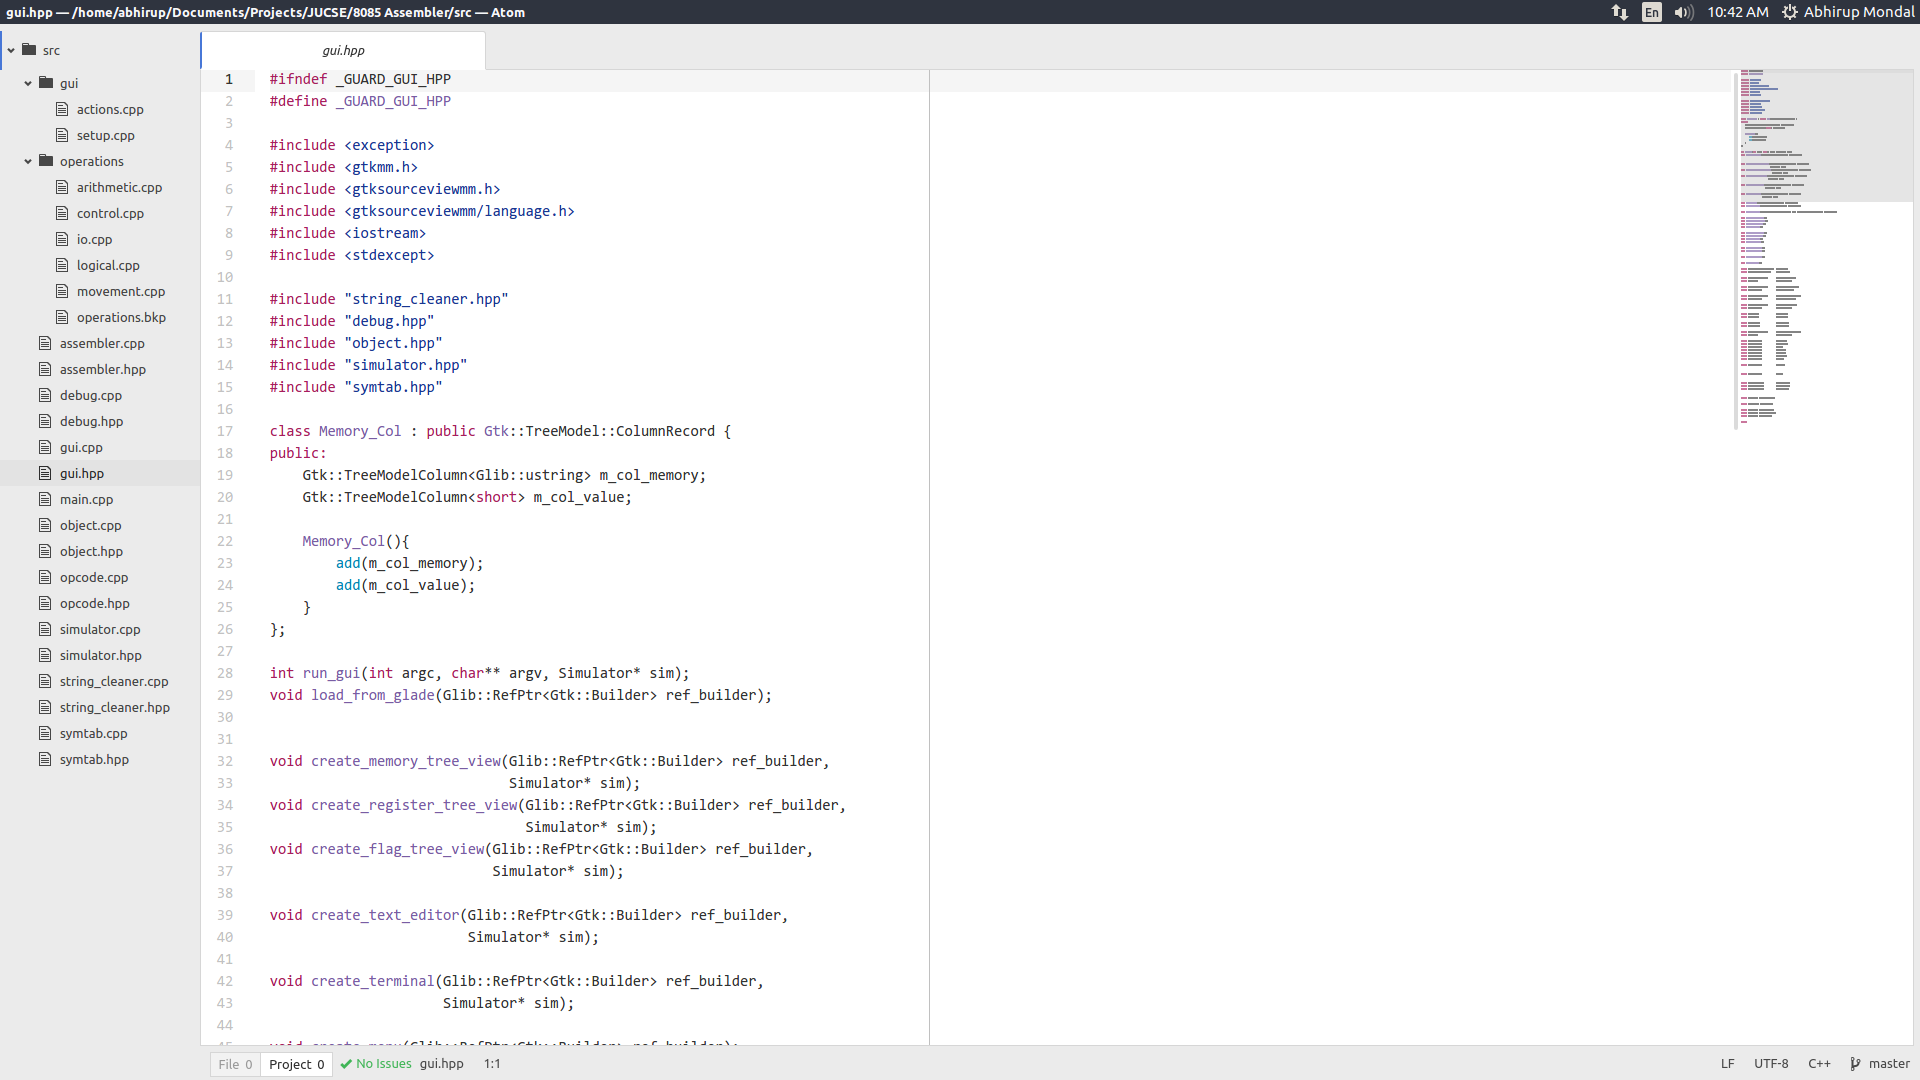 gui.hpp — /home/abhirup/Documents/Projects/JUCSE/8085 Assembler/src — Atom
En 10:42 AM Abhirup Mondal
src
gui
actions.cpp
setup.cpp
operations
arithmetic.cpp
control.cpp
io.cpp
logical.cpp
movement.cpp
operations.bkp
assembler.cpp
assembler.hpp
debug.cpp
debug.hpp
gui.cpp
gui.hpp
main.cpp
object.cpp
object.hpp
opcode.cpp
opcode.hpp
simulator.cpp
simulator.hpp
string_cleaner.cpp
string_cleaner.hpp
symtab.cpp
symtab.hpp
gui.hpp
1 #ifndef _GUARD_GUI_HPP
2 #define _GUARD_GUI_HPP
3
4 #include <exception>
5 #include <gtkmm.h>
6 #include <gtksourceviewmm.h>
7 #include <gtksourceviewmm/language.h>
8 #include <iostream>
9 #include <stdexcept>
10
11 #include "string_cleaner.hpp"
12 #include "debug.hpp"
13 #include "object.hpp"
14 #include "simulator.hpp"
15 #include "symtab.hpp"
16
17 class Memory_Col : public Gtk::TreeModel::ColumnRecord {
18 public:
19     Gtk::TreeModelColumn<Glib::ustring> m_col_memory;
20     Gtk::TreeModelColumn<short> m_col_value;
21
22     Memory_Col(){
23         add(m_col_memory);
24         add(m_col_value);
25     }
26 };
27
28 int run_gui(int argc, char** argv, Simulator* sim);
29 void load_from_glade(Glib::RefPtr<Gtk::Builder> ref_builder);
30
31
32 void create_memory_tree_view(Glib::RefPtr<Gtk::Builder> ref_builder,
33                              Simulator* sim);
34 void create_register_tree_view(Glib::RefPtr<Gtk::Builder> ref_builder,
35                                Simulator* sim);
36 void create_flag_tree_view(Glib::RefPtr<Gtk::Builder> ref_builder,
37                            Simulator* sim);
38
39 void create_text_editor(Glib::RefPtr<Gtk::Builder> ref_builder,
40                         Simulator* sim);
41
42 void create_terminal(Glib::RefPtr<Gtk::Builder> ref_builder,
43                      Simulator* sim);
44
File 0 Project 0 No Issues gui.hpp 1:1 LF UTF-8 C++ master